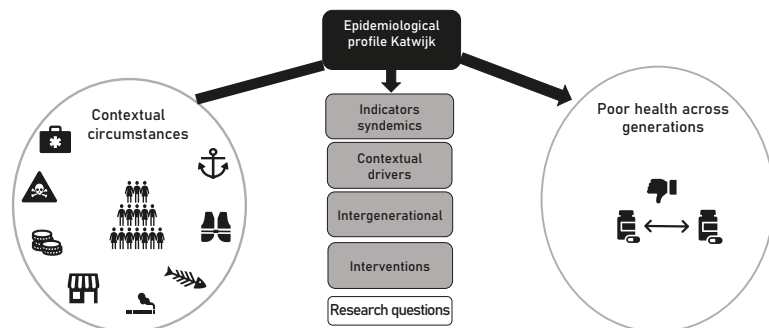 Epidemiological
profile Katwijk
Contextual
circumstances
Indicators
syndemics
Contextual
drivers
Intergenerational
Interventions
Research questions
Poor health across
generations